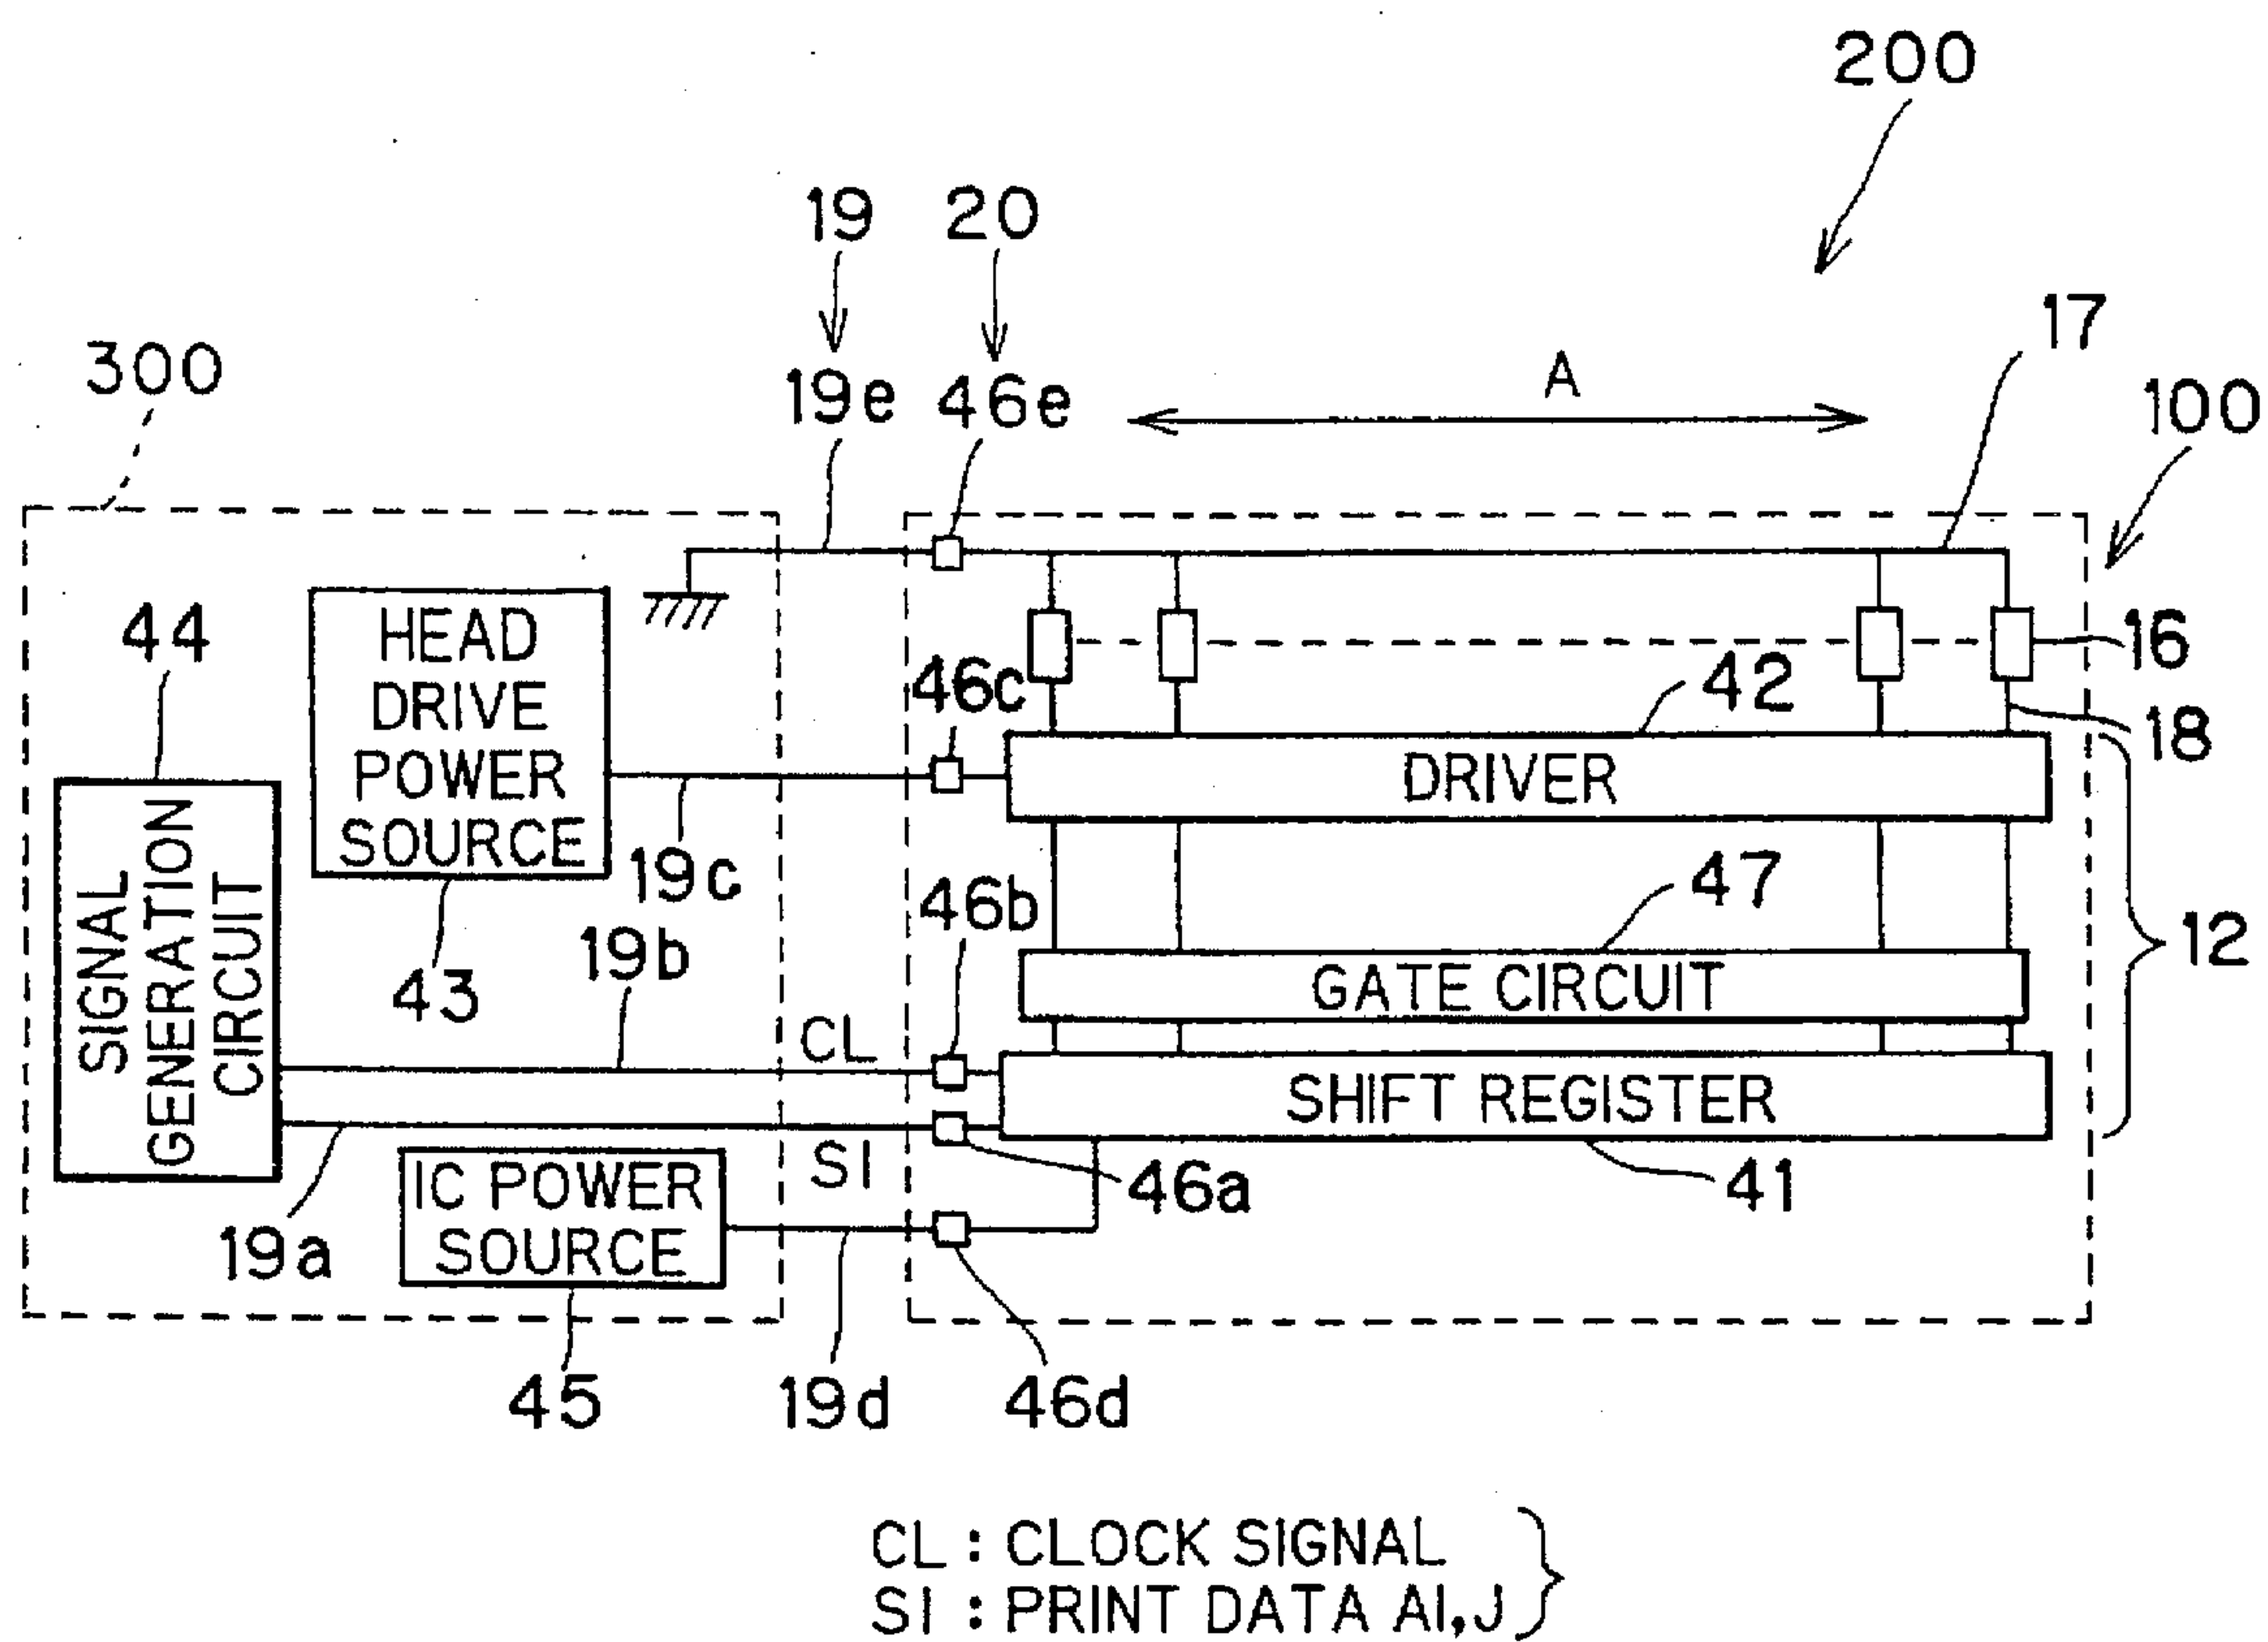 200
19 20
17
300
19e 46e
A
100
44
HEAD
DRIVE
POWER
SOURCE
16
46c
42
18
DRIVER
SIGNAL
GENERATION
CIRCUIT
19c
46b
47
12
43
19b
GATE CIRCUIT
CL
SHIFT REGISTER
SI
46a
41
IC POWER
SOURCE
19a
45
19d
46d
CL : CLOCK SIGNAL
SI : PRINT DATA AI,J